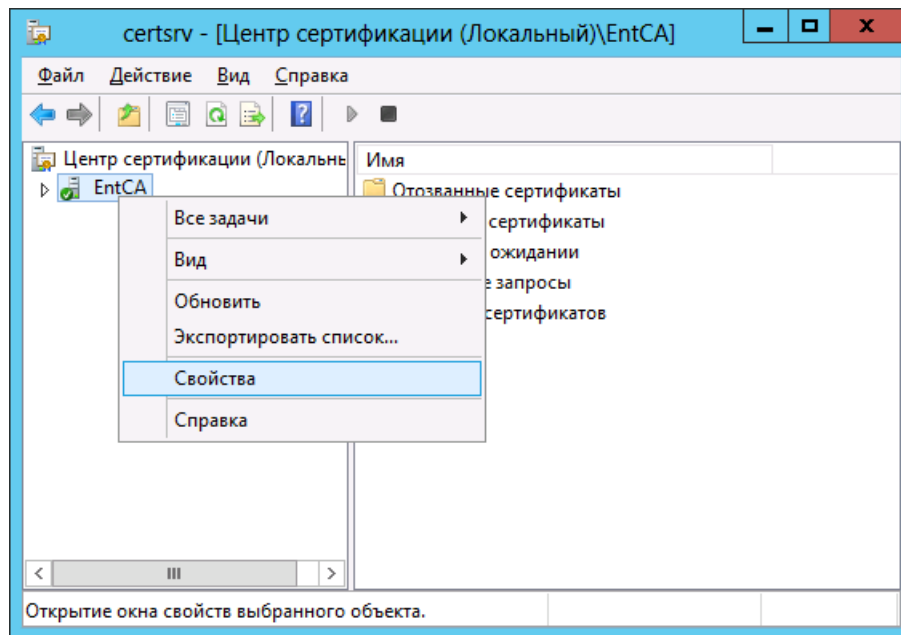 certsrv - [Центр сертификации (Локальный)\EntCA]
Файл Действие Вид Справка
Центр сертификации (Локальнь
EntCA
Имя
Отозванные сертификаты
сертификаты
ожидании
запросы
сертификатов
Все задачи
Вид
Обновить
Экспортировать список...
Свойства
Справка
Открытие окна свойств выбранного объекта.